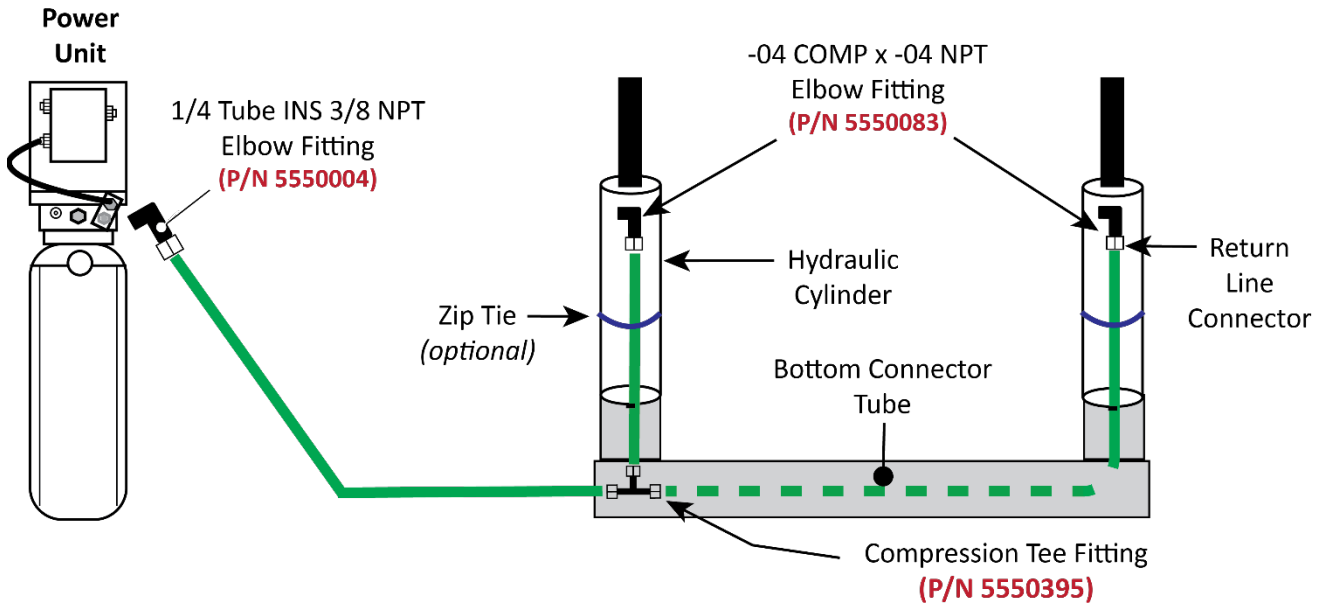 Power
Unit
1/4 Tube INS 3/8 NPT
Elbow Fitting
(P/N 5550004)
-04 COMP x -04 NPT
Elbow Fitting
(P/N 5550083)
Hydraulic
Cylinder
Return
Line
Connector
Zip Tie
(optional)
Bottom Connector
Tube
Compression Tee Fitting
(P/N 5550395)